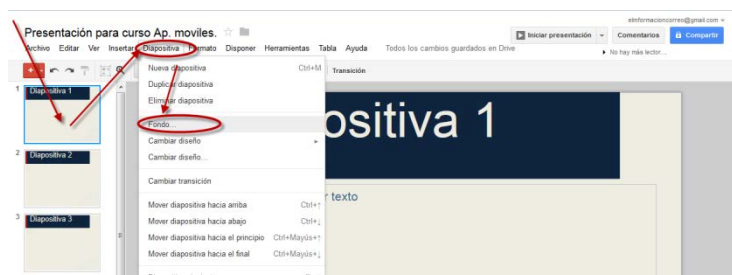 elinformacioncorreo@gmail.com
Presentación para curso Ap. moviles.
Iniciar presentación
Comentarios
Compartir
Archivo Editar Ver Insertar Diapositiva Formato Disponer Herramientas Tabla Ayuda Todos los cambios guardados en Drive
No hay más lector...
Nueva diapositiva Ctrl+M
Transición
Duplicar diapositiva
Eliminar diapositiva
Fondo...
Cambiar diseño
Cambiar diseño...
Cambiar transición
Mover diapositiva hacia arriba Ctrl+↑
Mover diapositiva hacia abajo Ctrl+↓
Mover diapositiva hacia el principio Ctrl+Mayús+↑
Mover diapositiva hacia el final Ctrl+Mayús+↓
1 Diapositiva 1
2 Diapositiva 2
3 Diapositiva 3
ositiva 1
texto